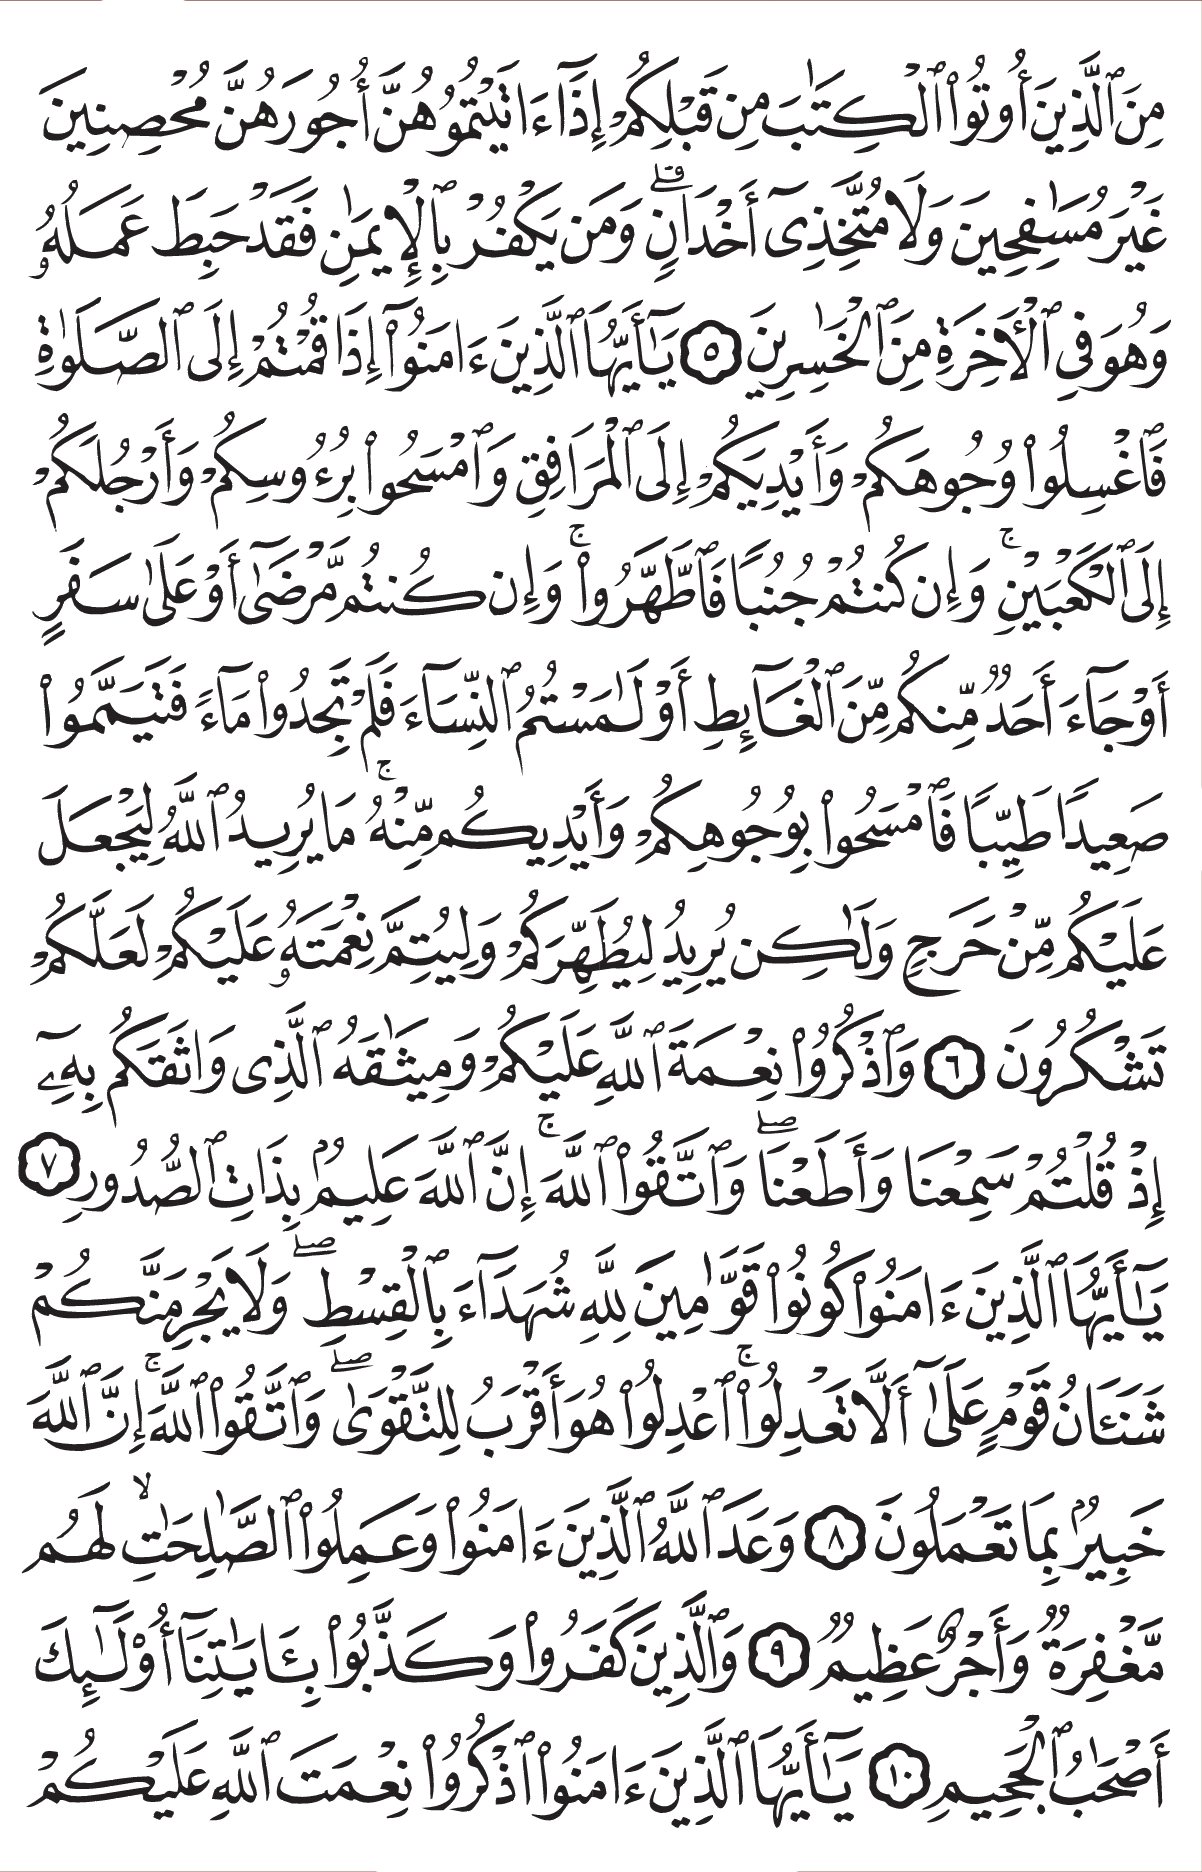 مِنَ ٱلَّذِينَ أُوتُوا۟ ٱلْكِتَـٰبَ مِن قَبْلِكُمْ إِذَآ ءَاتَيْتُمُوهُنَّ أُجُورَهُنَّ مُحْصِنِينَ
غَيْرَ مُسَـٰفِحِينَ وَلَا مُتَّخِذِىٓ أَخْدَانٍۢ ۗ وَمَن يَكْفُرْ بِٱلْإِيمَـٰنِ فَقَدْ حَبِطَ عَمَلُهُۥ
وَهُوَ فِى ٱلْـَٔاخِرَةِ مِنَ ٱلْخَـٰسِرِينَ ٥ يَـٰٓأَيُّهَا ٱلَّذِينَ ءَامَنُوٓا۟ إِذَا قُمْتُمْ إِلَى ٱلصَّلَوٰةِ
فَٱغْسِلُوا۟ وُجُوهَكُمْ وَأَيْدِيَكُمْ إِلَى ٱلْمَرَافِقِ وَٱمْسَحُوا۟ بِرُءُوسِكُمْ وَأَرْجُلَكُمْ
إِلَى ٱلْكَعْبَيْنِ ۚ وَإِن كُنتُمْ جُنُبًۭا فَٱطَّهَّرُوا۟ ۚ وَإِن كُنتُم مَّرْضَىٰٓ أَوْ عَلَىٰ سَفَرٍ
أَوْ جَآءَ أَحَدٌۭ مِّنكُم مِّنَ ٱلْغَآئِطِ أَوْ لَـٰمَسْتُمُ ٱلنِّسَآءَ فَلَمْ تَجِدُوا۟ مَآءًۭ فَتَيَمَّمُوا۟
صَعِيدًۭا طَيِّبًۭا فَٱمْسَحُوا۟ بِوُجُوهِكُمْ وَأَيْدِيكُم مِّنْهُ ۚ مَا يُرِيدُ ٱللَّهُ لِيَجْعَلَ
عَلَيْكُم مِّنْ حَرَجٍۢ وَلَـٰكِن يُرِيدُ لِيُطَهِّرَكُمْ وَلِيُتِمَّ نِعْمَتَهُۥ عَلَيْكُمْ لَعَلَّكُمْ
تَشْكُرُونَ ٦ وَٱذْكُرُوا۟ نِعْمَةَ ٱللَّهِ عَلَيْكُمْ وَمِيثَـٰقَهُ ٱلَّذِى وَاثَقَكُم بِهِۦٓ
إِذْ قُلْتُمْ سَمِعْنَا وَأَطَعْنَا ۖ وَٱتَّقُوا۟ ٱللَّهَ ۚ إِنَّ ٱللَّهَ عَلِيمٌۢ بِذَاتِ ٱلصُّدُورِ ٧
يَـٰٓأَيُّهَا ٱلَّذِينَ ءَامَنُوا۟ كُونُوا۟ قَوَّٰمِينَ لِلَّهِ شُهَدَآءَ بِٱلْقِسْطِ ۖ وَلَا يَجْرِمَنَّكُمْ
شَنَـَٔانُ قَوْمٍ عَلَىٰٓ أَلَّا تَعْدِلُوا۟ ۚ ٱعْدِلُوا۟ هُوَ أَقْرَبُ لِلتَّقْوَىٰ ۖ وَٱتَّقُوا۟ ٱللَّهَ ۚ إِنَّ ٱللَّهَ
خَبِيرٌۢ بِمَا تَعْمَلُونَ ٨ وَعَدَ ٱللَّهُ ٱلَّذِينَ ءَامَنُوا۟ وَعَمِلُوا۟ ٱلصَّـٰلِحَـٰتِ ۙ لَهُم
مَّغْفِرَةٌۭ وَأَجْرٌ عَظِيمٌۭ ٩ وَٱلَّذِينَ كَفَرُوا۟ وَكَذَّبُوا۟ بِـَٔايَـٰتِنَآ أُو۟لَـٰٓئِكَ
أَصْحَـٰبُ ٱلْجَحِيمِ ١٠ يَـٰٓأَيُّهَا ٱلَّذِينَ ءَامَنُوا۟ ٱذْكُرُوا۟ نِعْمَتَ ٱللَّهِ عَلَيْكُمْ